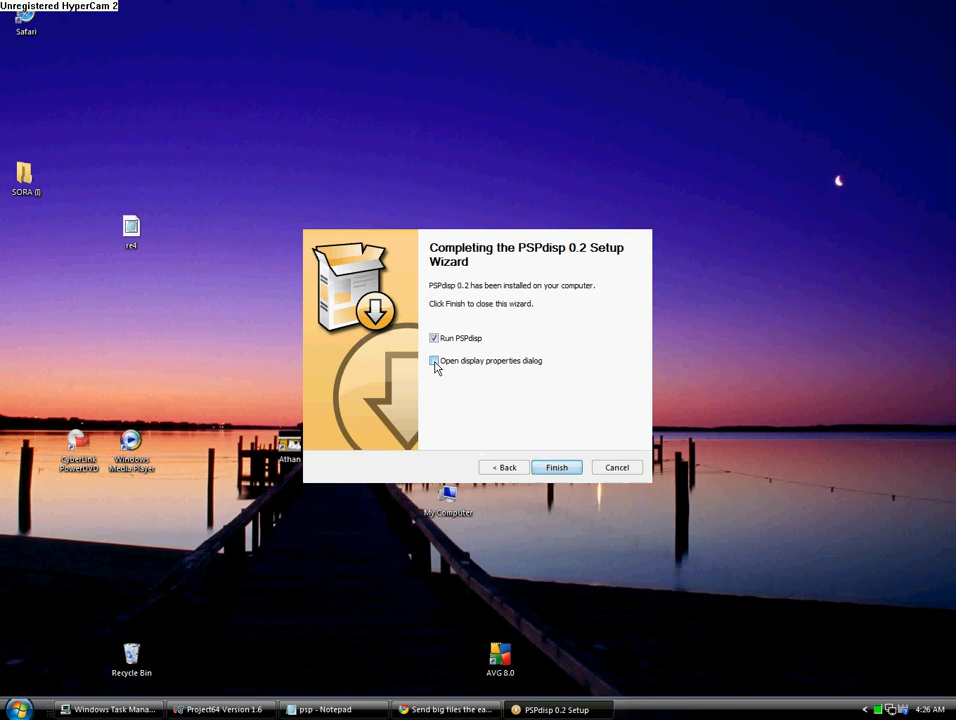 Unregistered HyperCam 2
Safari
SORA (I)
re4
Completing the PSPdisp 0.2 Setup
Wizard
PSPdisp 0.2 has been installed on your computer.
Click Finish to close this wizard.
Run PSPdisp
Open display properties dialog
< Back
Finish
Cancel
CyberLink
PowerDVD
Windows
Media Player
Athan
My Computer
Recycle Bin
AVG 8.0
Windows Task Mana...
Project64 Version 1.6
psp - Notepad
Send big files the ea...
PSPdisp 0.2 Setup
4:26 AM